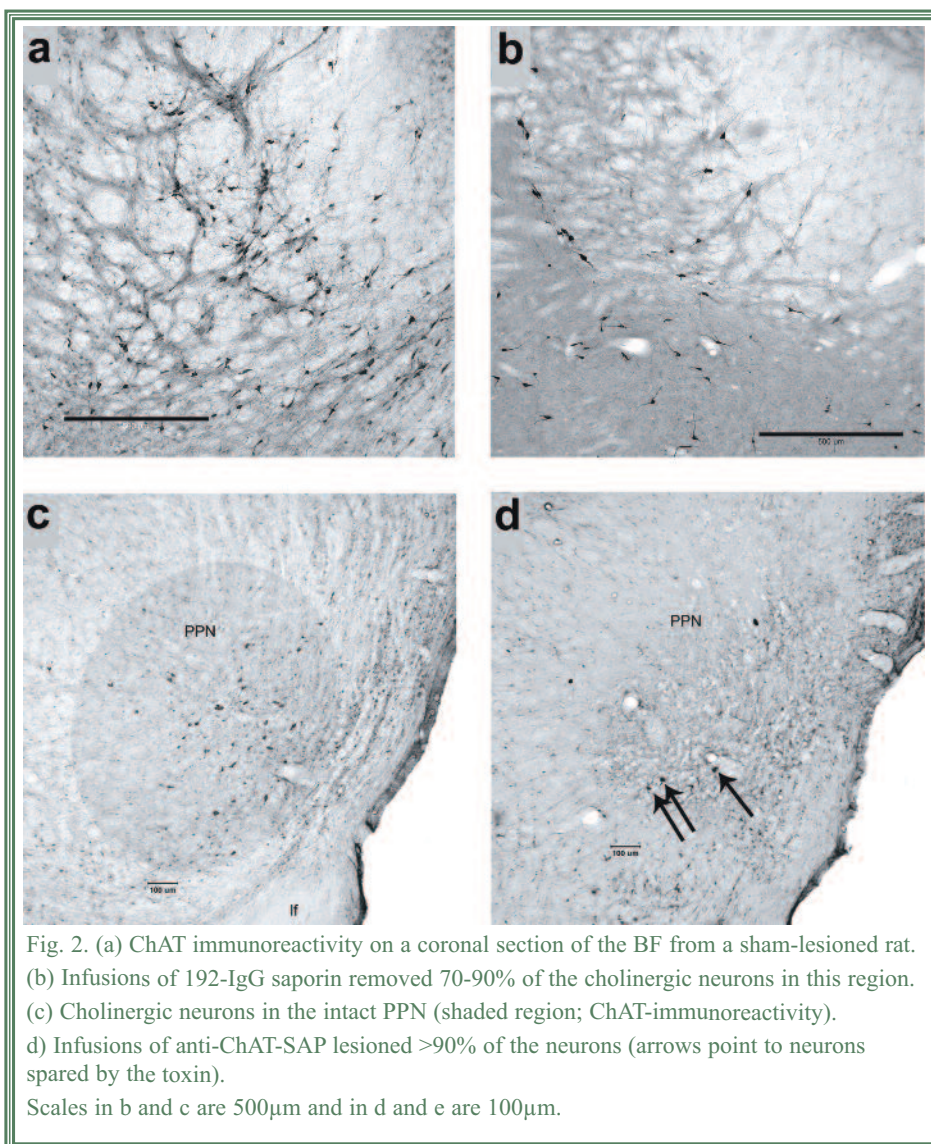 a
b
500 µm
c
PPN
100 µm
lf
d
PPN
100 µm
Fig. 2. (a) ChAT immunoreactivity on a coronal section of the BF from a sham-lesioned rat.
(b) Infusions of 192-IgG saporin removed 70-90% of the cholinergic neurons in this region.
(c) Cholinergic neurons in the intact PPN (shaded region; ChAT-immunoreactivity).
d) Infusions of anti-ChAT-SAP lesioned >90% of the neurons (arrows point to neurons
spared by the toxin).
Scales in b and c are 500µm and in d and e are 100µm.